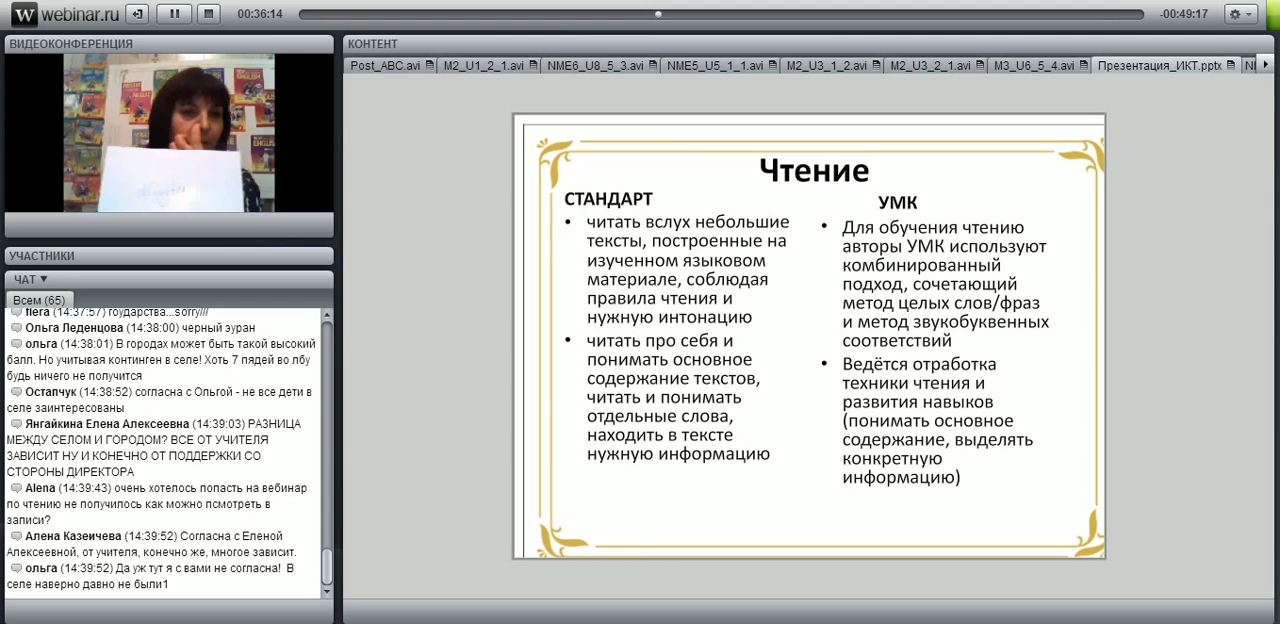 webinar.ru
00:36:14
-00:49:17
ВИДЕОКОНФЕРЕНЦИЯ
УЧАСТНИКИ
ЧАТ ▼
Всем (65)
flera (14:37:57) гоударства...sorry///
Ольга Леденцова (14:38:00) черный эуран
ольга (14:38:01) В городах может быть такой высокий
балл. Но учитывая континген в селе! Хоть 7 пядей во лбу
будь ничего не получится
Остапчук (14:38:52) согласна с Ольгой - не все дети в
селе заинтересованы
Янгайкина Елена Алексеевна (14:39:03) РАЗНИЦА
МЕЖДУ СЕЛОМ И ГОРОДОМ? ВСЕ ОТ УЧИТЕЛЯ
ЗАВИСИТ НУ И КОНЕЧНО ОТ ПОДДЕРЖКИ СО
СТОРОНЫ ДИРЕКТОРА
Alena (14:39:43) очень хотелось попасть на вебинар
по чтению не получилось как можно псмотреть в
записи?
Алена Казеичева (14:39:52) Согласна с Еленой
Алексеевной, от учителя, конечно же, многое зависит.
ольга (14:39:52) Да уж тут я с вами не согласна! В
селе наверно давно не были1
КОНТЕНТ
Post_ABC.avi M2_U1_2_1.avi NME6_U8_5_3.avi NME5_U5_1_1.avi M2_U3_1_2.avi M2_U3_2_1.avi M3_U6_5_4.avi Презентация_ИКТ.pptx
Чтение
СТАНДАРТ
• читать вслух небольшие
тексты, построенные на
изученном языковом
материале, соблюдая
правила чтения и
нужную интонацию
• читать про себя и
понимать основное
содержание текстов,
читать и понимать
отдельные слова,
находить в тексте
нужную информацию
УМК
• Для обучения чтению
авторы УМК используют
комбинированный
подход, сочетающий
метод целых слов/фраз
и метод звукобуквенных
соответствий
• Ведётся отработка
техники чтения и
развития навыков
(понимать основное
содержание, выделять
конкретную
информацию)